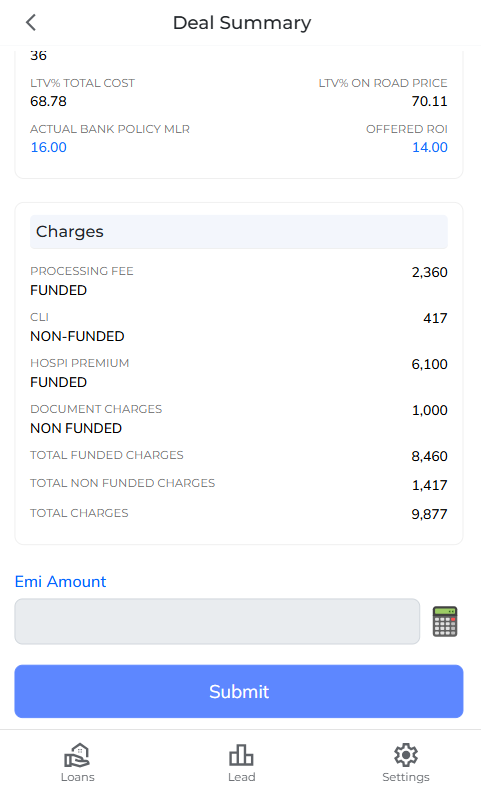 Deal Summary
36
LTV% TOTAL COST LTV% ON ROAD PRICE
68.78 70.11
ACTUAL BANK POLICY MLR OFFERED ROI
16.00 14.00
Charges
PROCESSING FEE 2,360
FUNDED
CLI 417
NON-FUNDED
HOSPI PREMIUM 6,100
FUNDED
DOCUMENT CHARGES 1,000
NON FUNDED
TOTAL FUNDED CHARGES 8,460
TOTAL NON FUNDED CHARGES 1,417
TOTAL CHARGES 9,877
Emi Amount
Submit
Loans Lead Settings